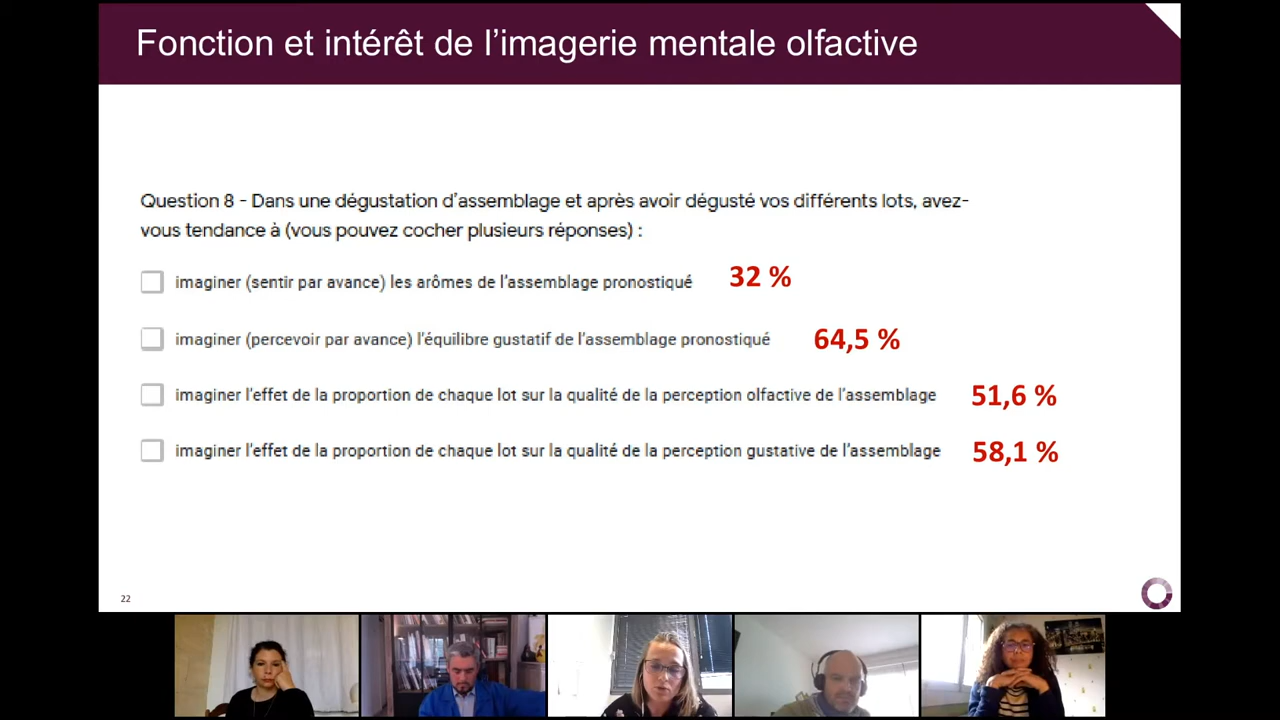 Fonction et intérêt de l’imagerie mentale olfactive
Question 8 - Dans une dégustation d’assemblage et après avoir dégusté vos différents lots, avez-
vous tendance à (vous pouvez cocher plusieurs réponses) :
imaginer (sentir par avance) les arômes de l’assemblage pronostiqué 32 %
imaginer (percevoir par avance) l’équilibre gustatif de l’assemblage pronostiqué 64,5 %
imaginer l’effet de la proportion de chaque lot sur la qualité de la perception olfactive de l’assemblage 51,6 %
imaginer l’effet de la proportion de chaque lot sur la qualité de la perception gustative de l’assemblage 58,1 %
22